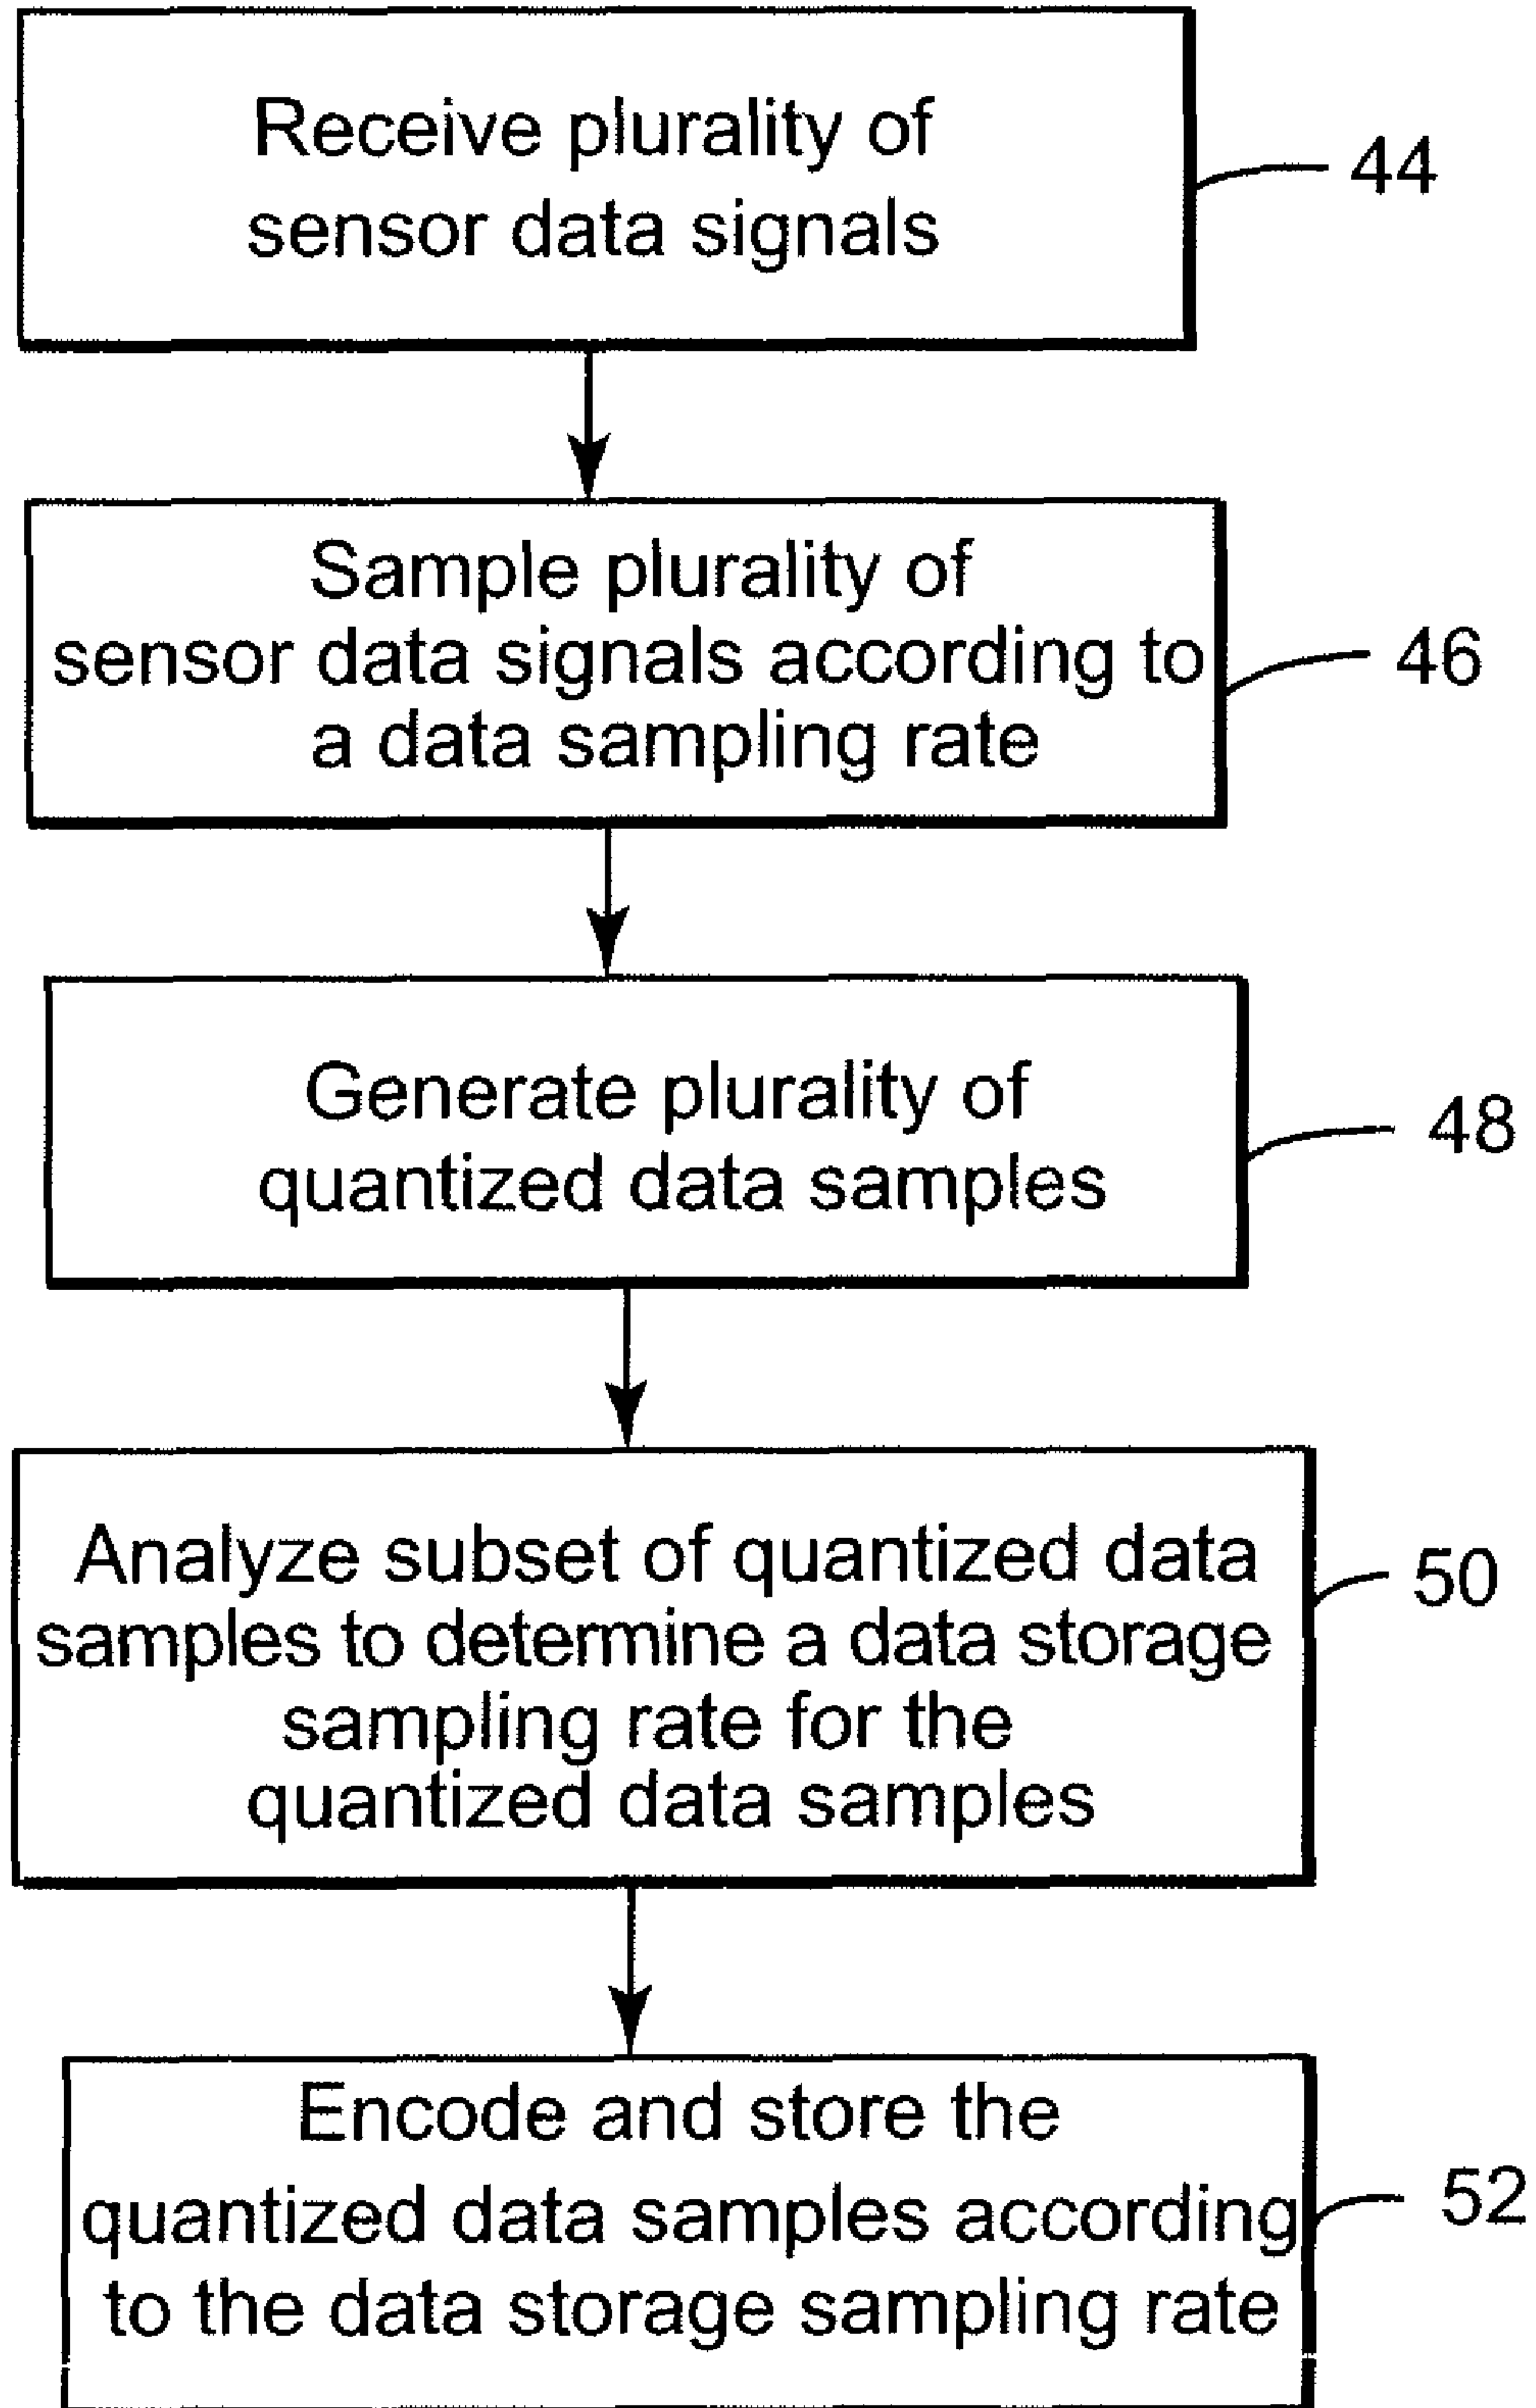 Receive plurality of
sensor data signals
44
Sample plurality of
sensor data signals according to
a data sampling rate
46
Generate plurality of
quantized data samples
48
Analyze subset of quantized data
samples to determine a data storage
sampling rate for the
quantized data samples
50
Encode and store the
quantized data samples according
to the data storage sampling rate
52